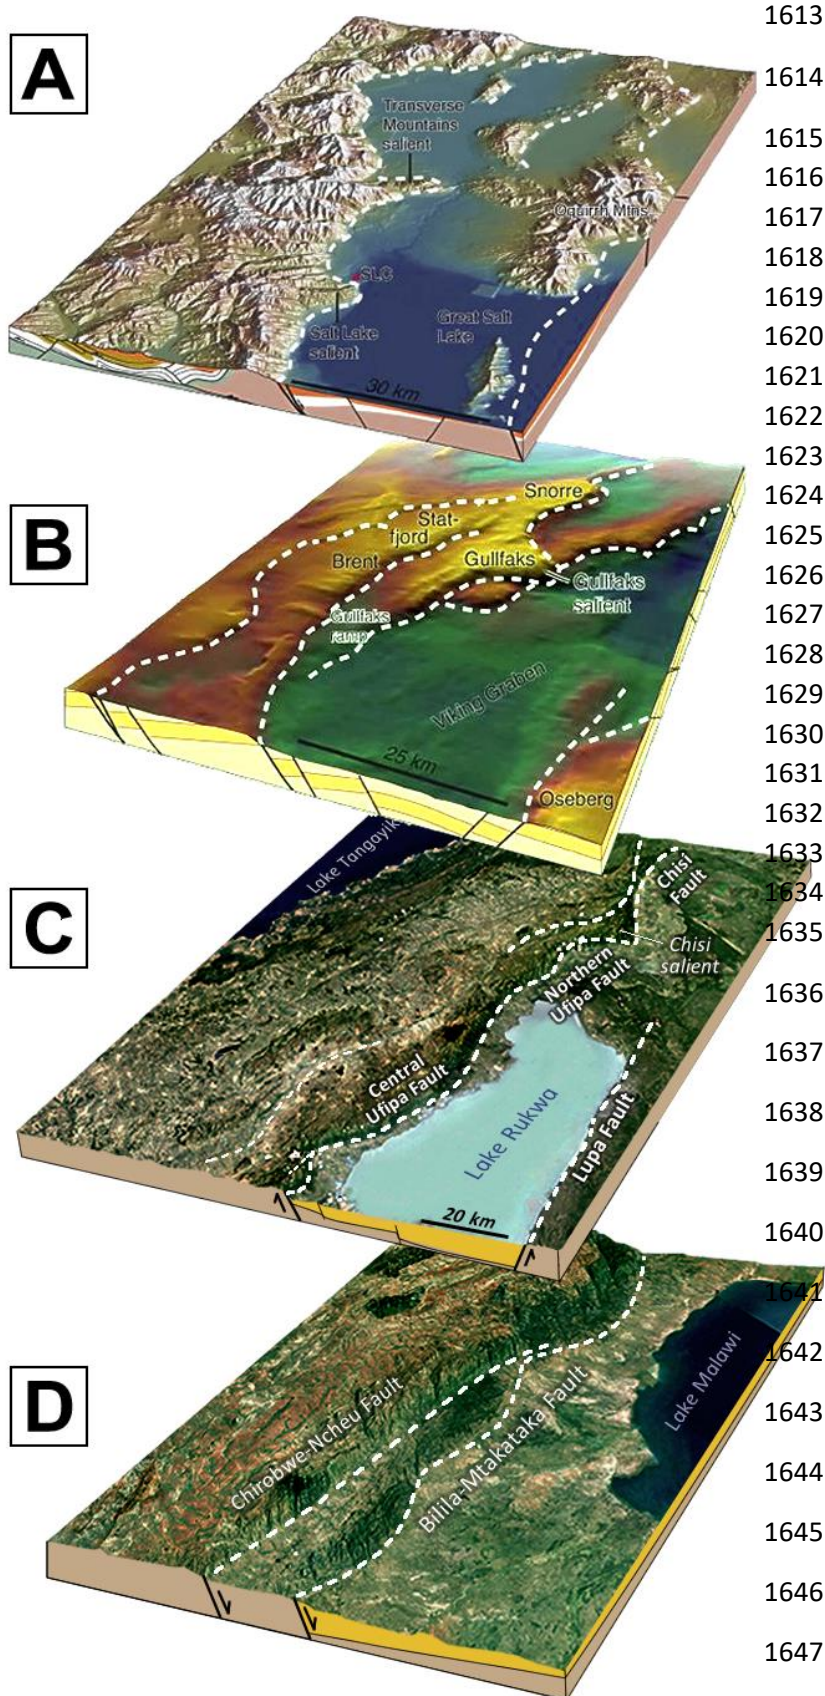 A
Transverse
Mountains
salient
Oquirrh Mtns
SLC
Salt Lake
salient
Great Salt
Lake
30 km
B
Snorre
Stat-
fjord
Brent
Gullfaks
Gullfaks
salient
Gullfaks
ramp
Viking Graben
25 km
Oseberg
C
Lake Tangayik
Chisi
Fault
Chisi
salient
Northern
Ufipa Fault
Central
Ufipa Fault
Lake Rukwa
Lupa Fault
20 km
D
Chirobwe-Ncheu Fault
Bilila-Mtakataka Fault
Lake Malawi
1613
1614
1615
1616
1617
1618
1619
1620
1621
1622
1623
1624
1625
1626
1627
1628
1629
1630
1631
1632
1633
1634
1635
1636
1637
1638
1639
1640
1641
1642
1643
1644
1645
1646
1647